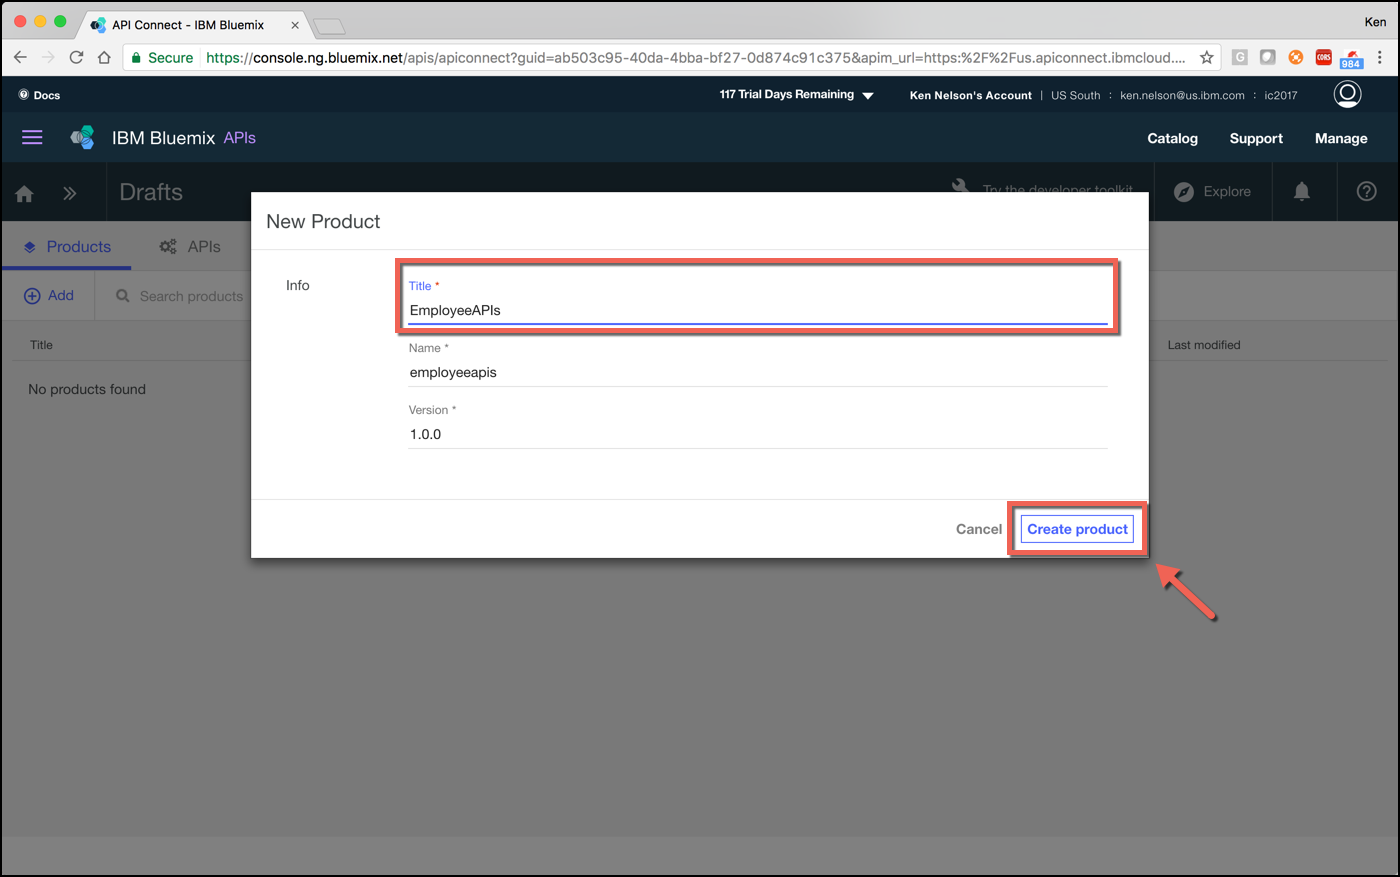 API Connect - IBM Bluemix
Ken
Secure https://console.ng.bluemix.net/apis/apiconnect?guid=ab503c95-40da-4bba-bf27-0d874c91c375&apim_url=https:%2F%2Fus.apiconnect.ibmcloud....
G
CORS
984
Docs
117 Trial Days Remaining
Ken Nelson's Account | US South : ken.nelson@us.ibm.com : ic2017
IBM Bluemix APIs
Catalog
Support
Manage
Drafts
Try the developer toolkit
Explore
New Product
Products
APIs
Info
Title *
EmployeeAPIs
Add
Search products
Title
Last modified
Name *
employeeapis
No products found
Version *
1.0.0
Cancel
Create product